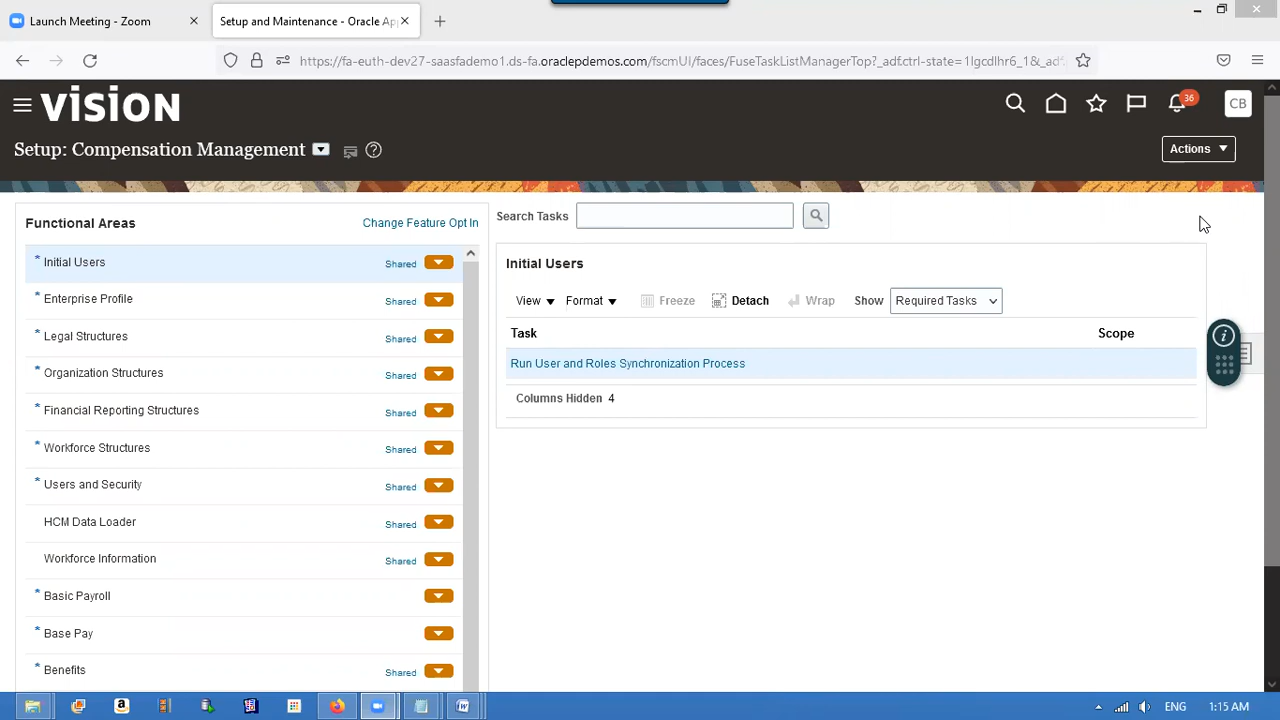 Launch Meeting - Zoom
Setup and Maintenance - Oracle Ap
https://fa-euth-dev27-saasfademo1.ds-fa.oraclepdemos.com/fscmUI/faces/FuseTaskListManagerTop?_adf.ctrl-state=1lgcdlhr6_1&_adf
VISION
36
CB
Setup: Compensation Management
Actions
Functional Areas
Change Feature Opt In
Search Tasks
* Initial Users Shared
* Enterprise Profile Shared
* Legal Structures Shared
* Organization Structures Shared
* Financial Reporting Structures Shared
* Workforce Structures Shared
* Users and Security Shared
HCM Data Loader Shared
Workforce Information Shared
* Basic Payroll
* Base Pay
* Benefits Shared
Initial Users
View Format Freeze Detach Wrap Show Required Tasks
Task Scope
Run User and Roles Synchronization Process
Columns Hidden 4
ENG 1:15 AM